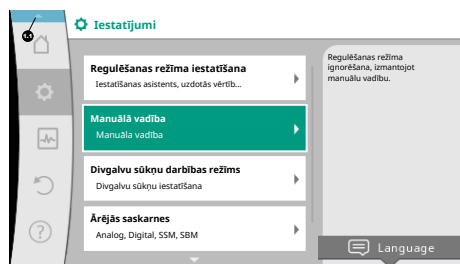 1.1
Iestatījumi
Regulēšanas režīma iestatīšana
Iestatīšanas asistents, uzdotās vērtīb...
Manuālā vadība
Manuāla vadība
Divgalvu sūkņu darbības režīms
Divgalvu sūkņu iestatīšana
Ārējās saskarnes
Analog, Digital, SSM, SBM
Regulēšanas režīma
ignorēšana, izmantojot
manuālu vadību.
Language